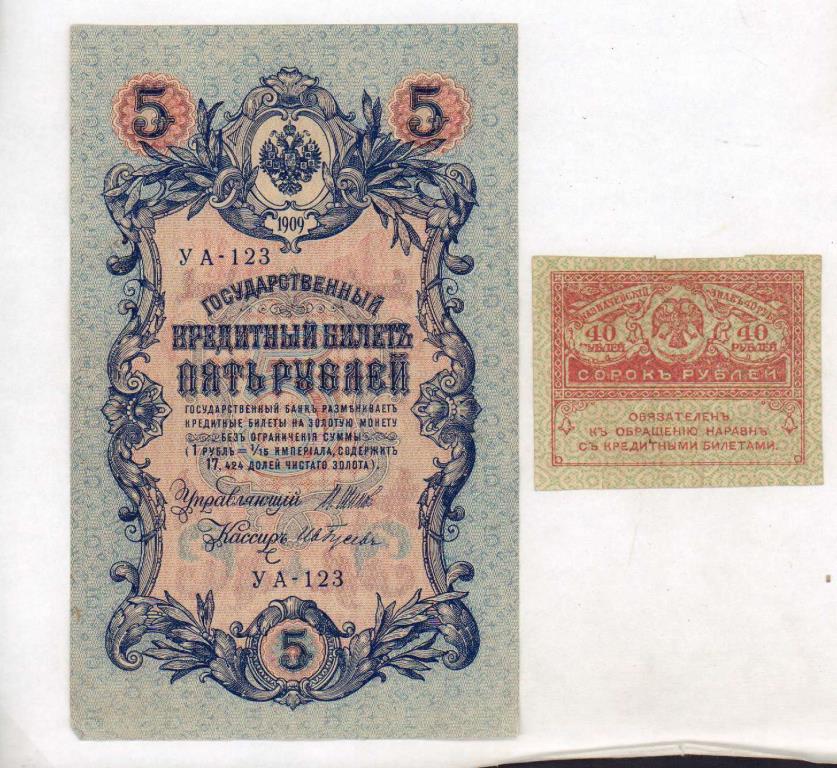 5 5
1909
УА-123
ГОСУДАРСТВЕННЫЙ
КРЕДИТНЫЙ БИЛЕТЪ
ПЯТЬ РУБЛЕЙ
ГОСУДАРСТВЕННЫЙ БАНКЪ РАЗМѢНИВАЕТЪ
КРЕДИТНЫЕ БИЛЕТЫ НА ЗОЛОТУЮ МОНЕТУ
БЕЗЪ ОГРАНИЧЕНІЯ СУММЫ
(1 РУБЛЬ = 1/15 ИМПЕРІАЛА, СОДЕРЖИТЪ
17,424 ДОЛЕЙ ЧИСТАГО ЗОЛОТА).
Управляющій
Кассиръ
УА-123
5
КАЗНАЧЕЙСКІЙ ЗНАКЪ
40 40
РУБЛЕЙ РУБЛЕЙ
СОРОКЪ РУБЛЕЙ
ОБЯЗАТЕЛЕНЪ
КЪ ОБРАЩЕНІЮ НАРАВНѢ
СЪ КРЕДИТНЫМИ БИЛЕТАМИ.